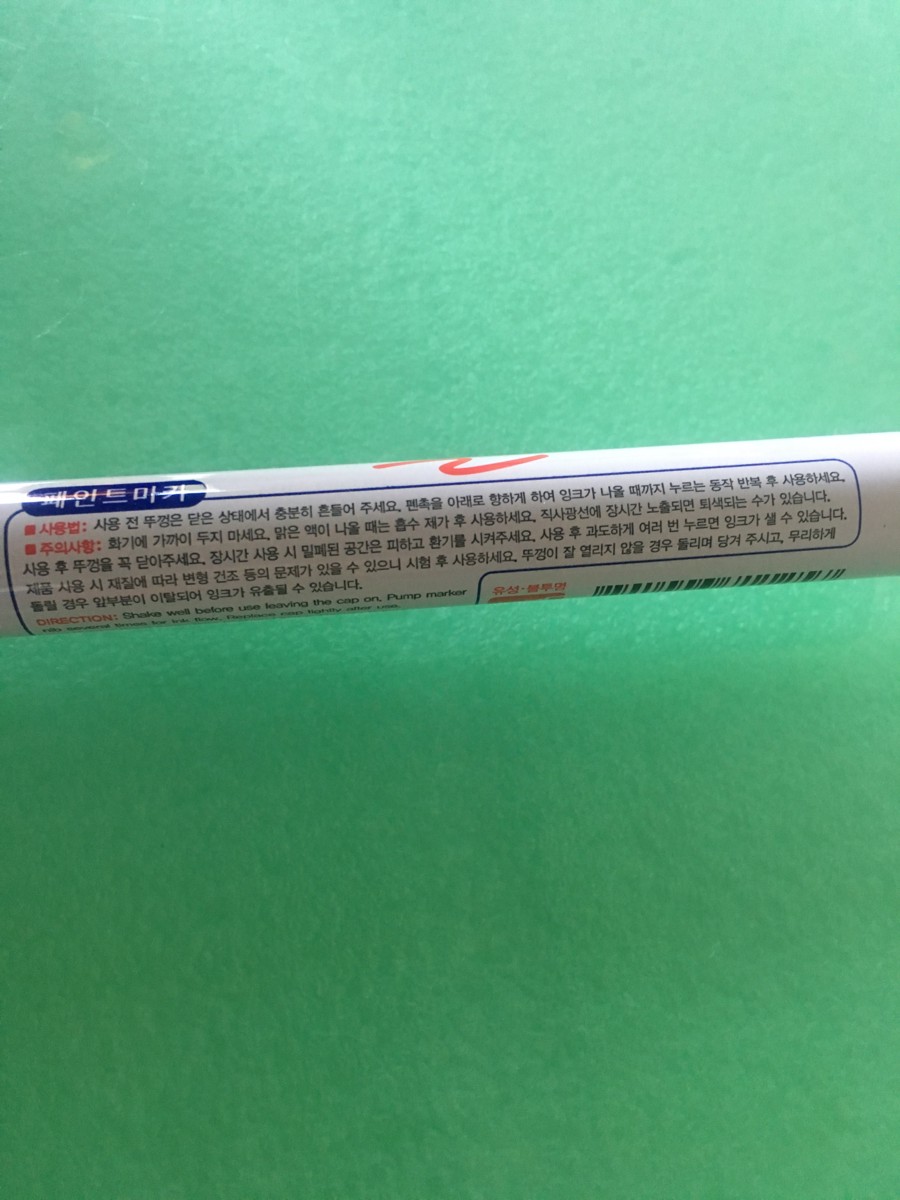 페인트마카
■ 사용법: 사용 전 뚜껑은 닫은 상태에서 충분히 흔들어 주세요. 펜촉을 아래로 향하게 하여 잉크가 나올 때까지 누르는 동작 반복 후 사용하세요.
■ 주의사항: 화기에 가까이 두지 마세요. 맑은 액이 나올 때는 흡수 제가 후 사용하세요. 직사광선에 장시간 노출되면 퇴색되는 수가 있습니다.
사용 후 뚜껑을 꼭 닫아주세요. 장시간 사용 시 밀폐된 공간은 피하고 환기를 시켜주세요. 사용 후 과도하게 여러 번 누르면 잉크가 샐 수 있습니다.
제품 사용 시 재질에 따라 변형 건조 등의 문제가 있을 수 있으니 시험 후 사용하세요. 뚜껑이 잘 열리지 않을 경우 돌리며 당겨 주시고, 무리하게
돌릴 경우 앞부분이 이탈되어 잉크가 유출될 수 있습니다.
DIRECTION: Shake well before use leaving the cap on. Pump marker
nib several times for ink flow. Replace cap tightly after use.
유성·불투명